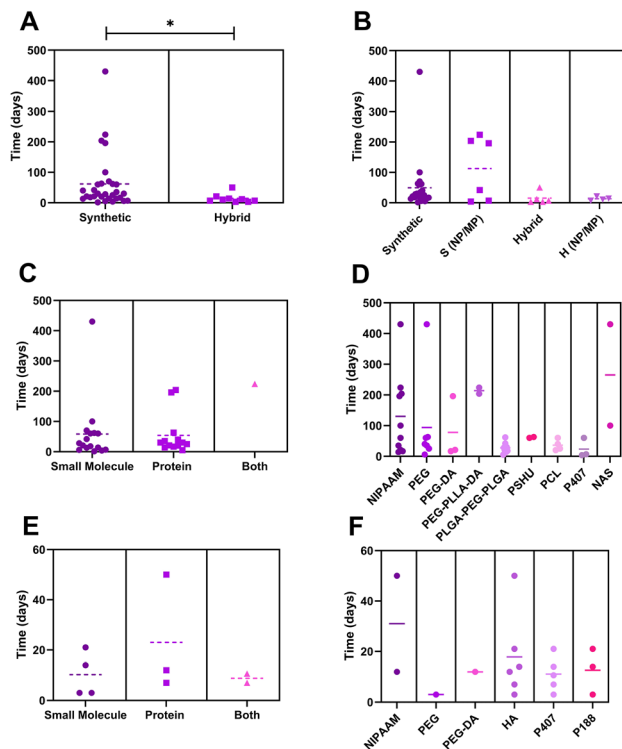 A
*
Time (days)
500
400
300
200
100
0
Synthetic
Hybrid
B
Time (days)
500
400
300
200
100
0
Synthetic
S (NP/MP)
Hybrid
H (NP/MP)
C
Time (days)
500
400
300
200
100
0
Small Molecule
Protein
Both
D
Time (days)
500
400
300
200
100
0
NIPAAM
PEG
PEG-DA
PEG-PLLA-DA
PLGA-PEG-PLGA
PSHU
PCL
P407
NAS
E
Time (days)
60
40
20
0
Small Molecule
Protein
Both
F
Time (days)
60
40
20
0
NIPAAM
PEG
PEG-DA
HA
P407
P188